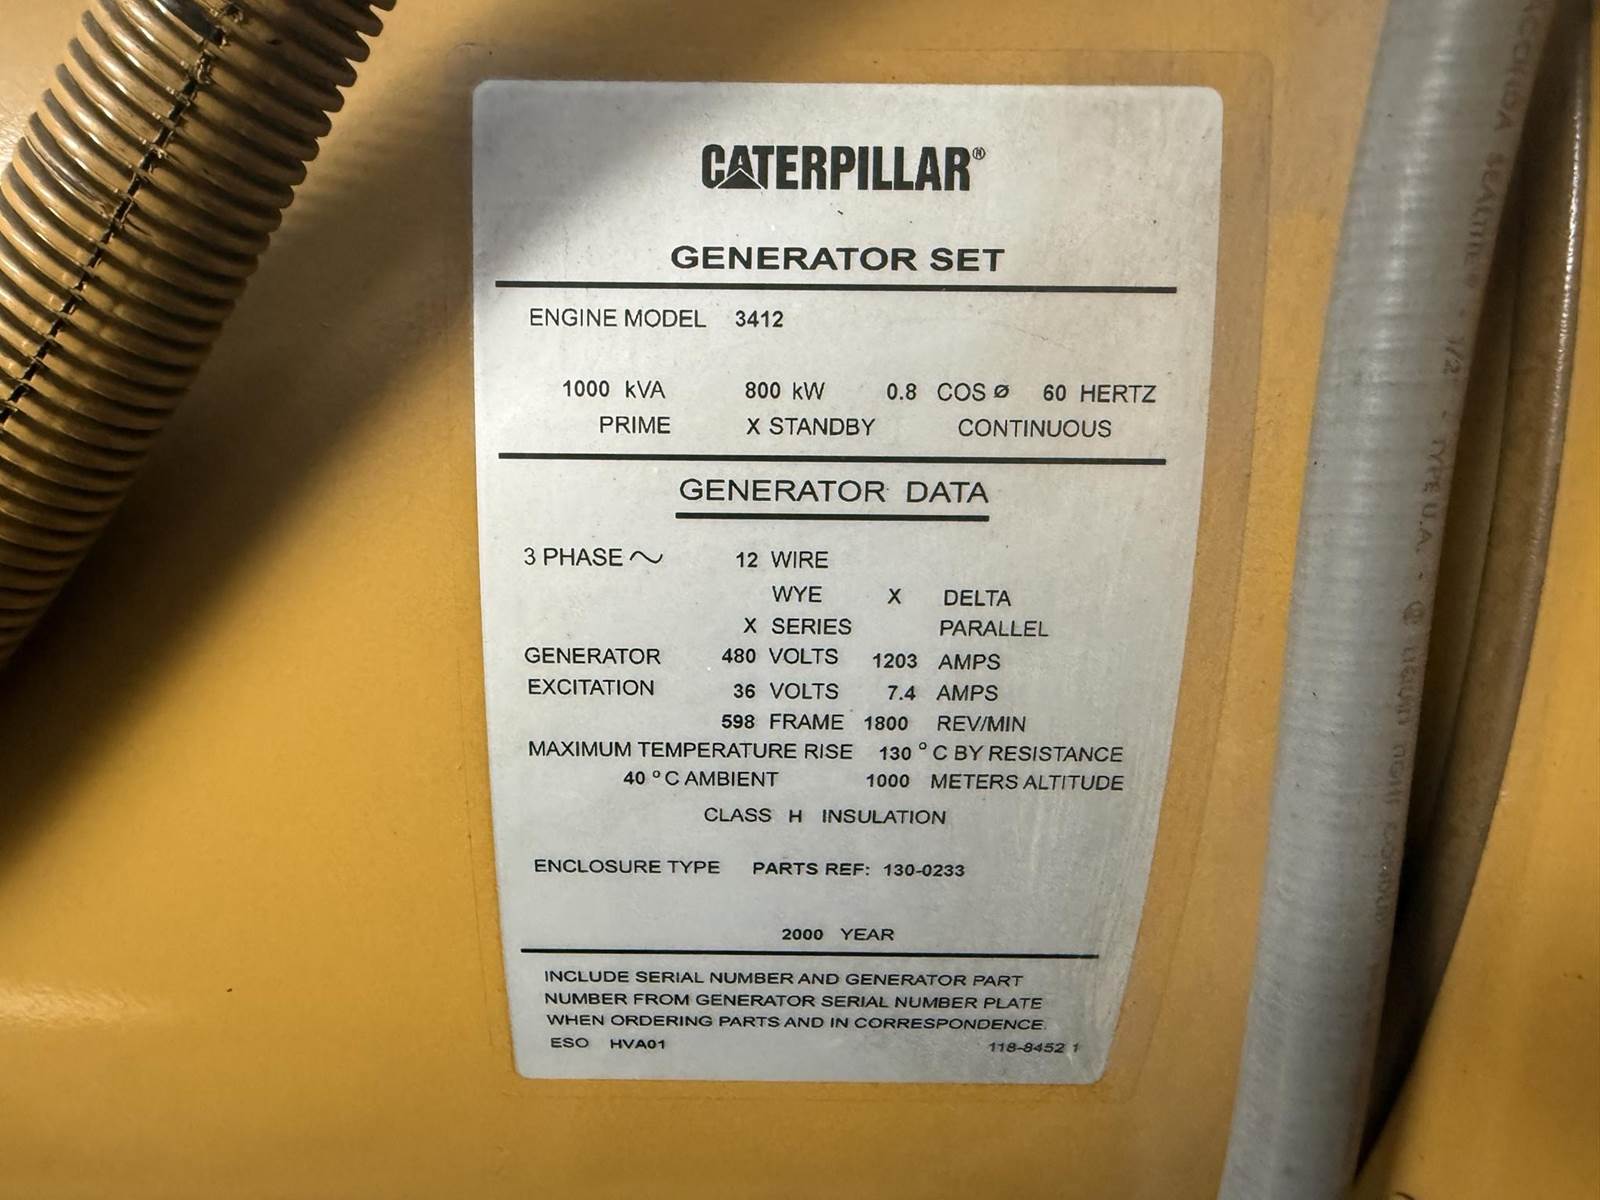 CATERPILLAR®
GENERATOR SET
ENGINE MODEL 3412
1000 kVA 800 kW 0.8 COS ø 60 HERTZ
PRIME X STANDBY CONTINUOUS
GENERATOR DATA
3 PHASE ~ 12 WIRE
WYE X DELTA
X SERIES PARALLEL
GENERATOR 480 VOLTS 1203 AMPS
EXCITATION 36 VOLTS 7.4 AMPS
598 FRAME 1800 REV/MIN
MAXIMUM TEMPERATURE RISE 130 °C BY RESISTANCE
40 °C AMBIENT 1000 METERS ALTITUDE
CLASS H INSULATION
ENCLOSURE TYPE PARTS REF: 130-0233
2000 YEAR
INCLUDE SERIAL NUMBER AND GENERATOR PART
NUMBER FROM GENERATOR SERIAL NUMBER PLATE
WHEN ORDERING PARTS AND IN CORRESPONDENCE.
ESO HVA01 118-8452 1
1/2" - TYPE U.A. -